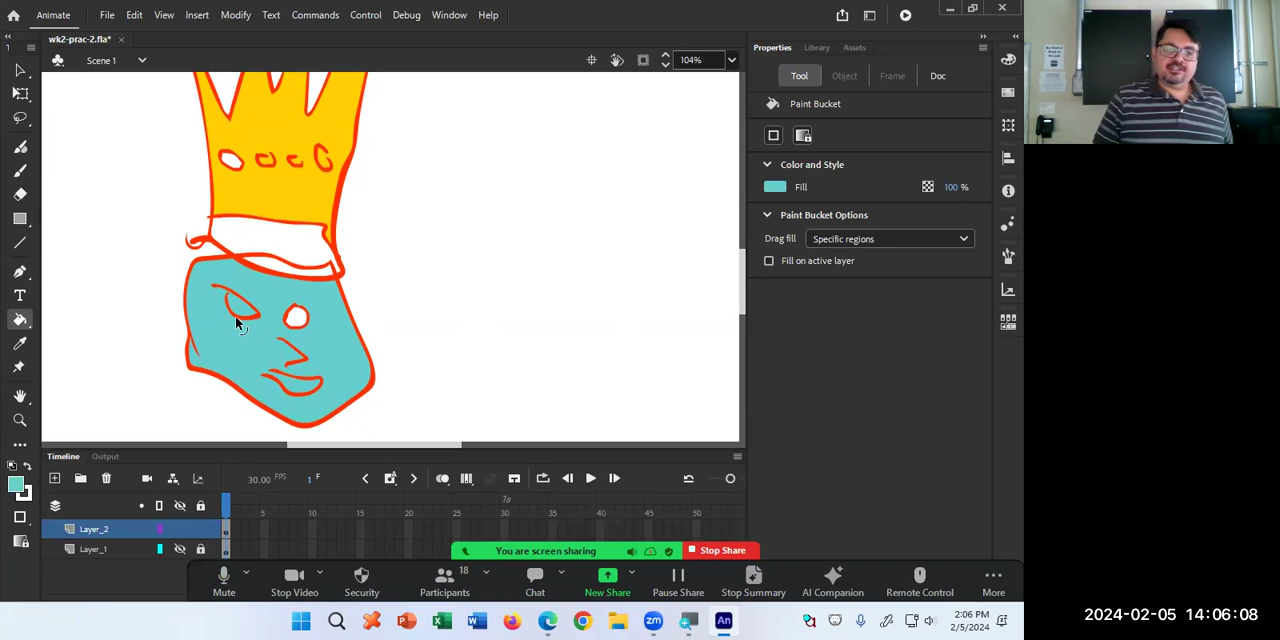 Animate
File Edit View Insert Modify Text Commands Control Debug Window Help
wk2-prac-2.fla*
Scene 1
104%
1
Properties Library Assets
Tool Object Frame Doc
Paint Bucket
Color and Style
Fill 100 %
Paint Bucket Options
Drag fill Specific regions
Fill on active layer
Timeline Output
30.00 FPS 1 F
1s
5 10 15 20 25 30 35 40 45 50
Layer_2
Layer_1
You are screen sharing Stop Share
18
Mute Stop Video Security Participants Chat New Share Pause Share Stop Summary AI Companion Remote Control More
2:06 PM
2/5/2024
2024-02-05 14:06:08